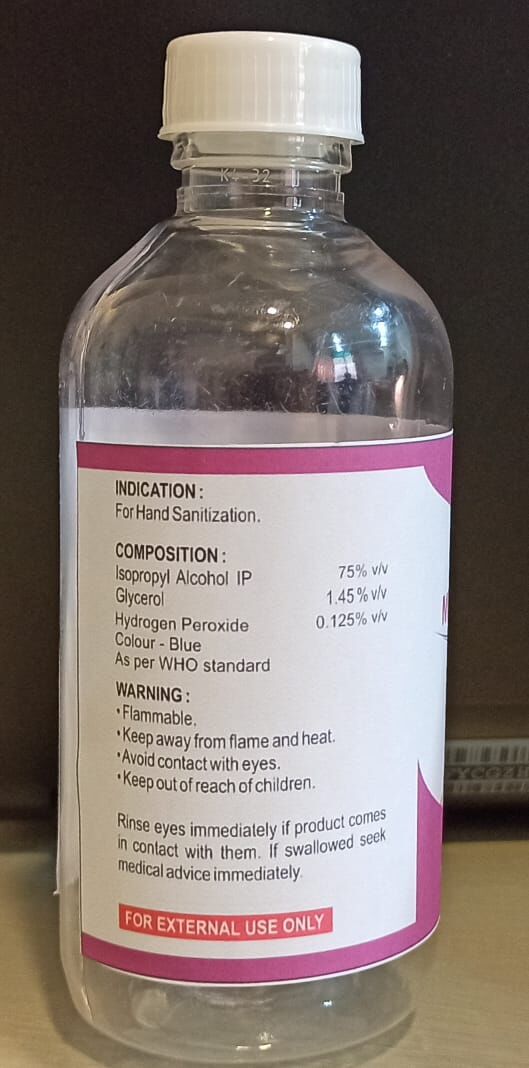 INDICATION :
For Hand Sanitization.
COMPOSITION :
Isopropyl Alcohol IP 75% v/v
Glycerol 1.45% v/v
Hydrogen Peroxide 0.125% v/v
Colour - Blue
As per WHO standard
WARNING :
• Flammable.
• Keep away from flame and heat.
• Avoid contact with eyes.
• Keep out of reach of children.
Rinse eyes immediately if product comes
in contact with them. If swallowed seek
medical advice immediately.
FOR EXTERNAL USE ONLY